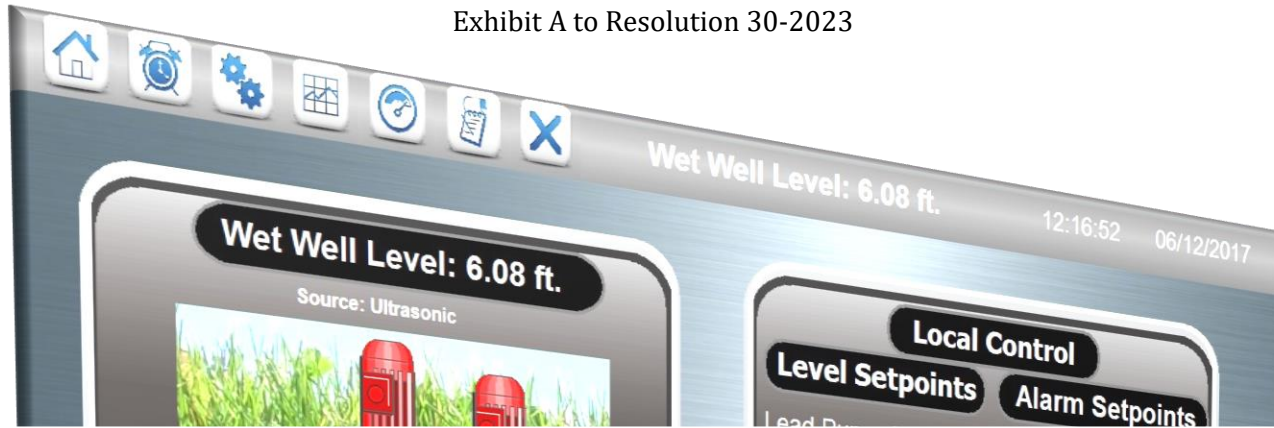 Exhibit A to Resolution 30-2023
Wet Well Level: 6.08 ft.
12:16:52 06/12/2017
Wet Well Level: 6.08 ft.
Source: Ultrasonic
Local Control
Level Setpoints Alarm Setpoints
Lead